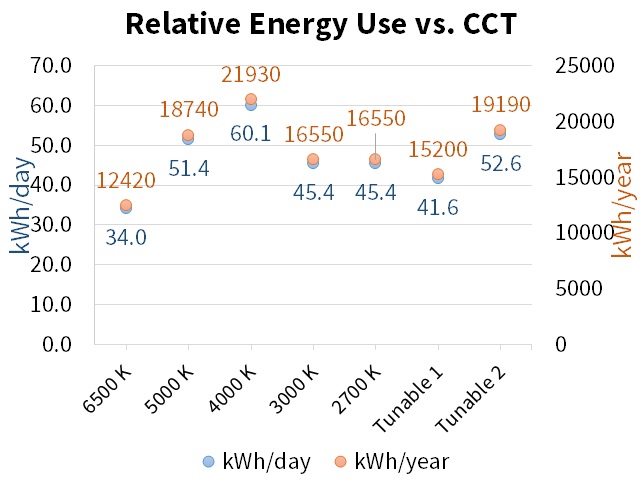 Relative Energy Use vs. CCT
70.0
60.0
50.0
40.0
30.0
20.0
10.0
0.0
kWh/day
25000
20000
15000
10000
5000
0
kWh/year
12420
18740
21930
16550
16550
15200
19190
34.0
51.4
60.1
45.4
45.4
41.6
52.6
6500 K
5000 K
4000 K
3000 K
2700 K
Tunable 1
Tunable 2
kWh/day
kWh/year